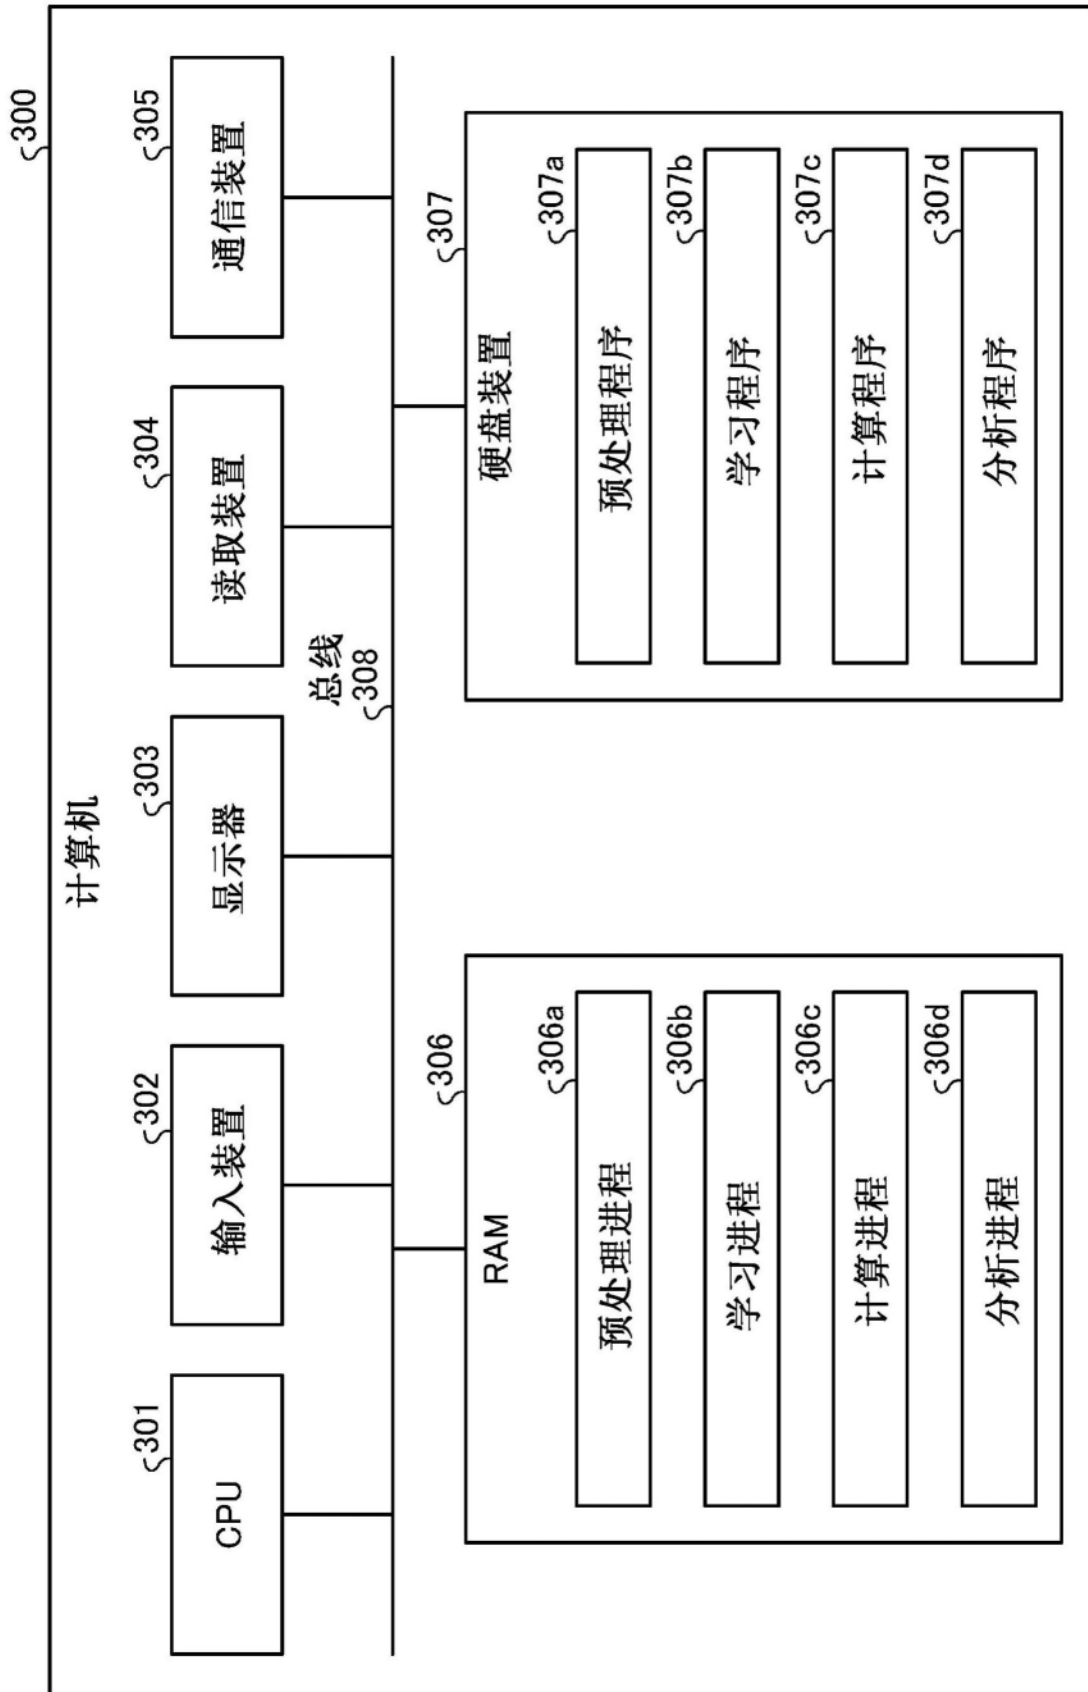 300
计算机
301
CPU
302
输入装置
303
显示器
304
读取装置
305
通信装置
总线
308
306
RAM
306a
预处理进程
306b
学习进程
306c
计算进程
306d
分析进程
307
硬盘装置
307a
预处理程序
307b
学习程序
307c
计算程序
307d
分析程序